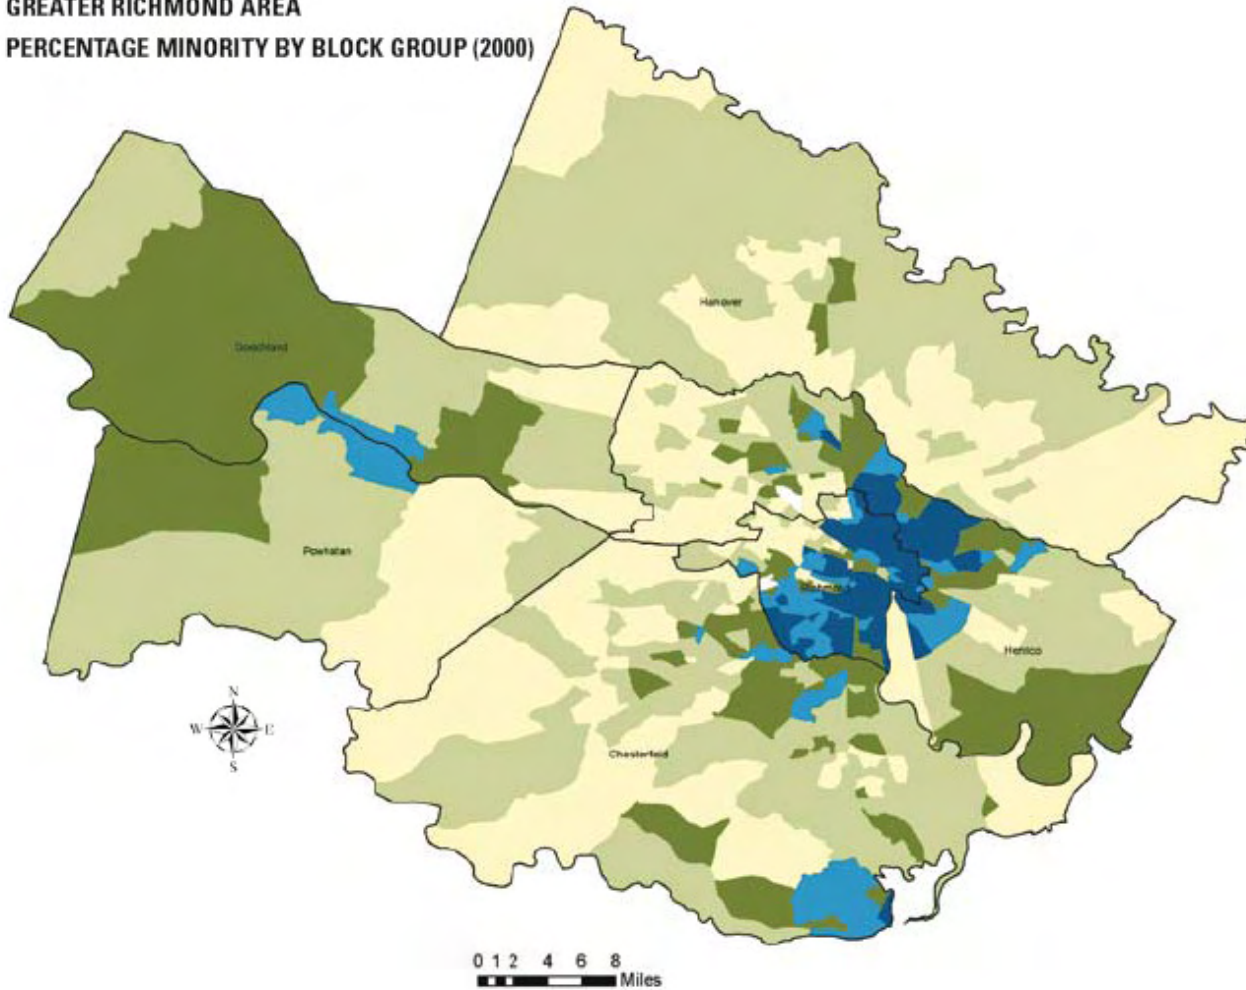 GREATER RICHMOND AREA
PERCENTAGE MINORITY BY BLOCK GROUP (2000)
Hanover
Goochland
Powhatan
Henrico
Chesterfield
N
W E
S
0 1 2 4 6 8
Miles